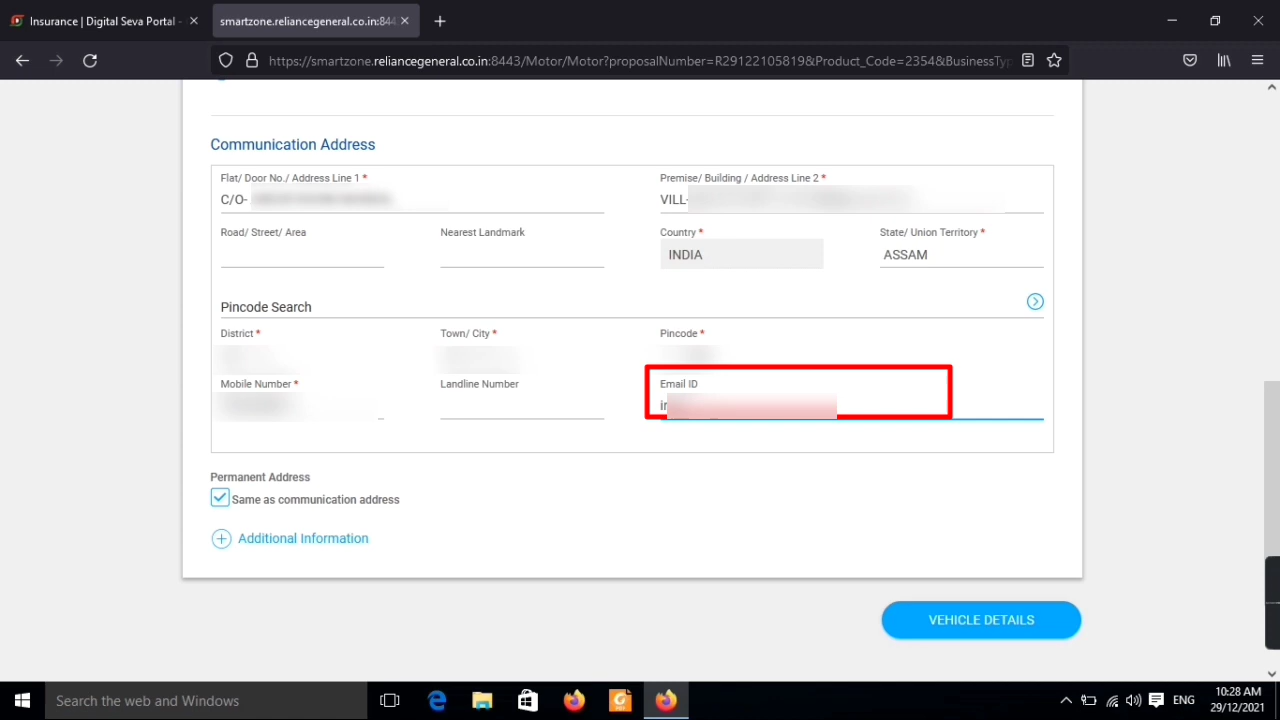 Insurance | Digital Seva Portal -
smartzone.reliancegeneral.co.in:844
https://smartzone.reliancegeneral.co.in:8443/Motor/Motor?proposalNumber=R29122105819&Product_Code=2354&BusinessTyp
Communication Address
Flat/ Door No./ Address Line 1 * Premise/ Building / Address Line 2 *
C/O- VILL-
Road/ Street/ Area Nearest Landmark Country * State/ Union Territory *
INDIA ASSAM
Pincode Search
District * Town/ City * Pincode *
Mobile Number * Landline Number Email ID
Permanent Address
Same as communication address
Additional Information
VEHICLE DETAILS
Search the web and Windows
ENG
10:28 AM
29/12/2021